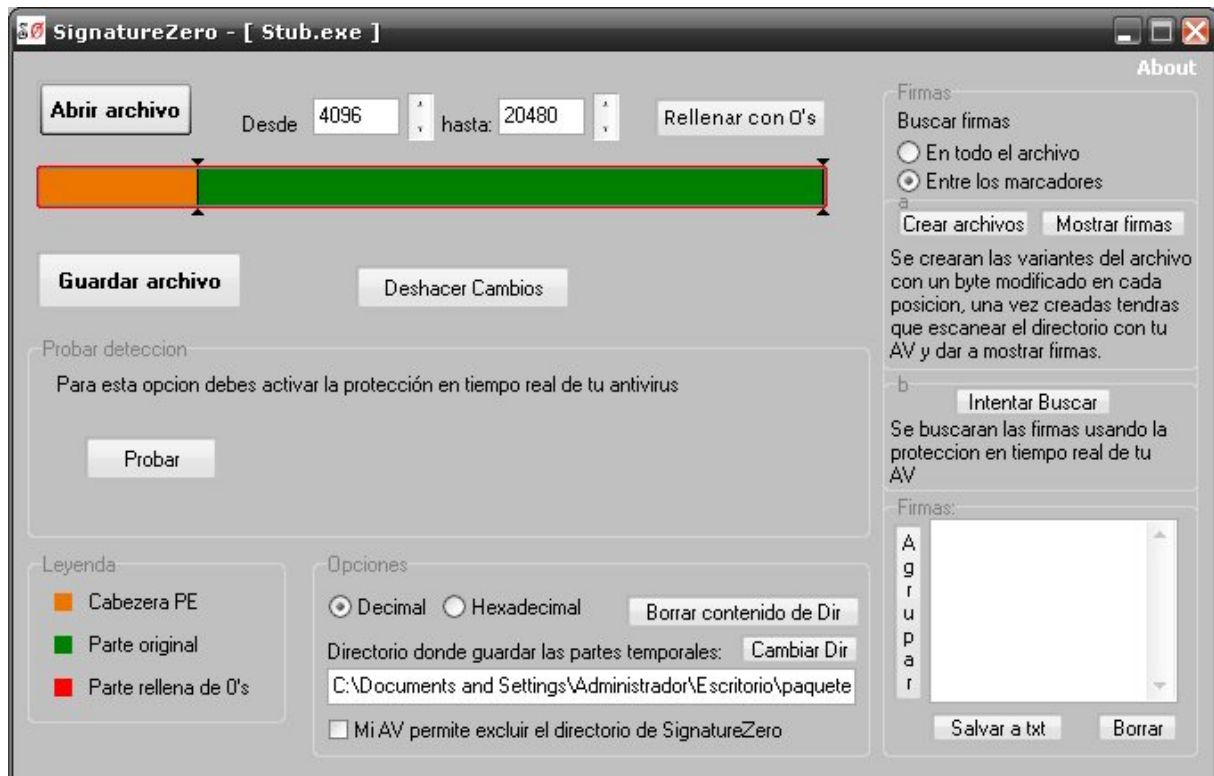 SignatureZero - [ Stub.exe ]
About
Abrir archivo
Desde
4096
hasta:
20480
Rellenar con 0's
Guardar archivo
Deshacer Cambios
Probar deteccion
Para esta opcion debes activar la protección en tiempo real de tu antivirus
Probar
Leyenda
Cabezera PE
Parte original
Parte rellena de 0's
Opciones
Decimal
Hexadecimal
Borrar contenido de Dir
Directorio donde guardar las partes temporales:
Cambiar Dir
C:\Documents and Settings\Administrador\Escritorio\paquete
Mi AV permite excluir el directorio de SignatureZero
Firmas
Buscar firmas
En todo el archivo
Entre los marcadores
a
Crear archivos
Mostrar firmas
Se crearan las variantes del archivo
con un byte modificado en cada
posicion, una vez creadas tendras
que escanear el directorio con tu
AV y dar a mostrar firmas.
b
Intentar Buscar
Se buscaran las firmas usando la
proteccion en tiempo real de tu
AV
Firmas:
Agrupar
Salvar a txt
Borrar